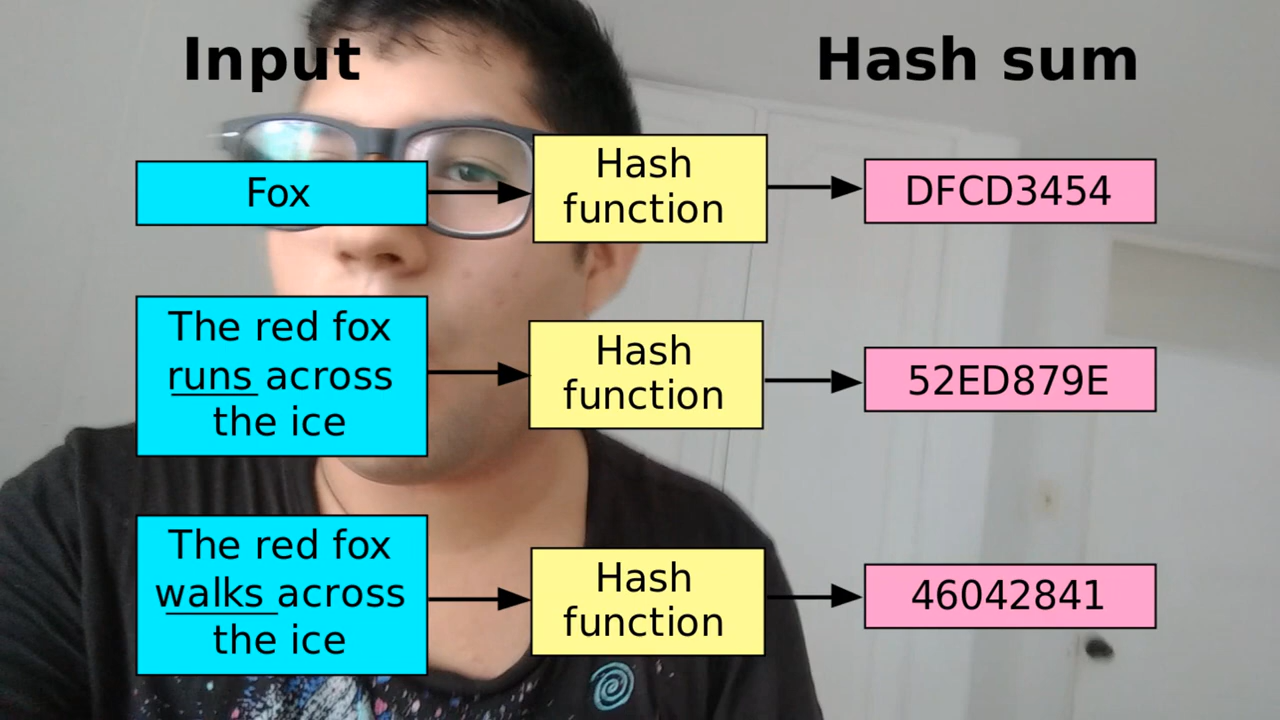 Input
Hash sum
Fox
Hash
function
DFCD3454
The red fox
runs across
the ice
Hash
function
52ED879E
The red fox
walks across
the ice
Hash
function
46042841